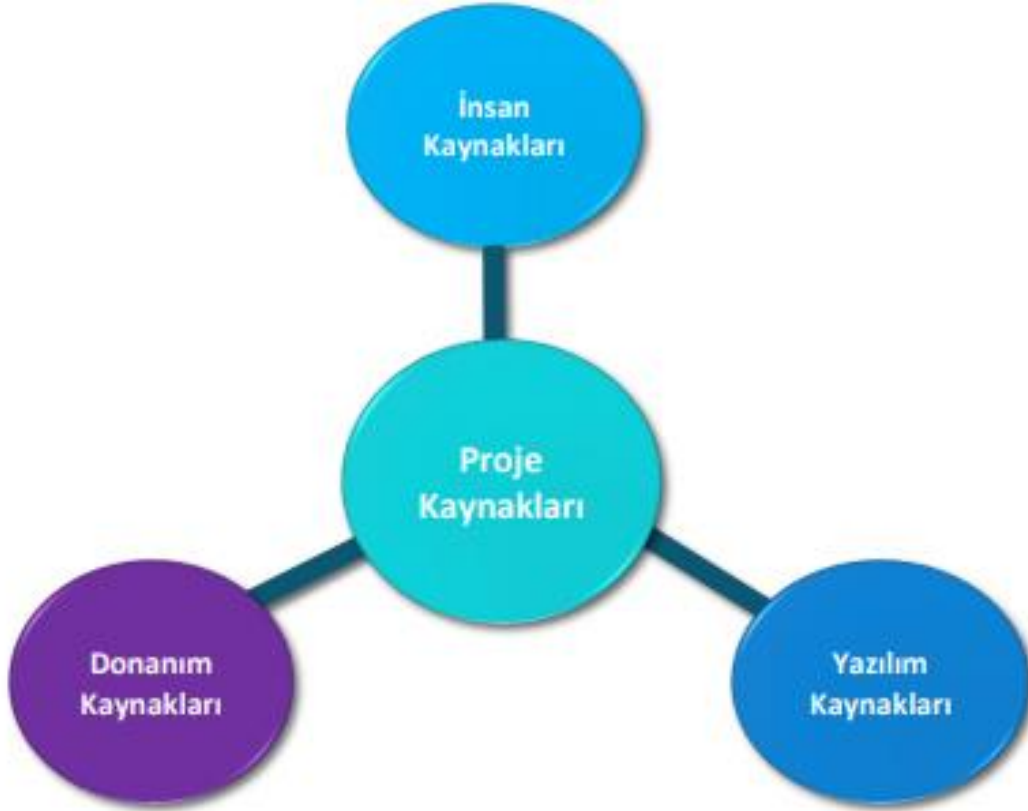 İnsan
Kaynakları
Proje
Kaynakları
Donanım
Kaynakları
Yazılım
Kaynakları